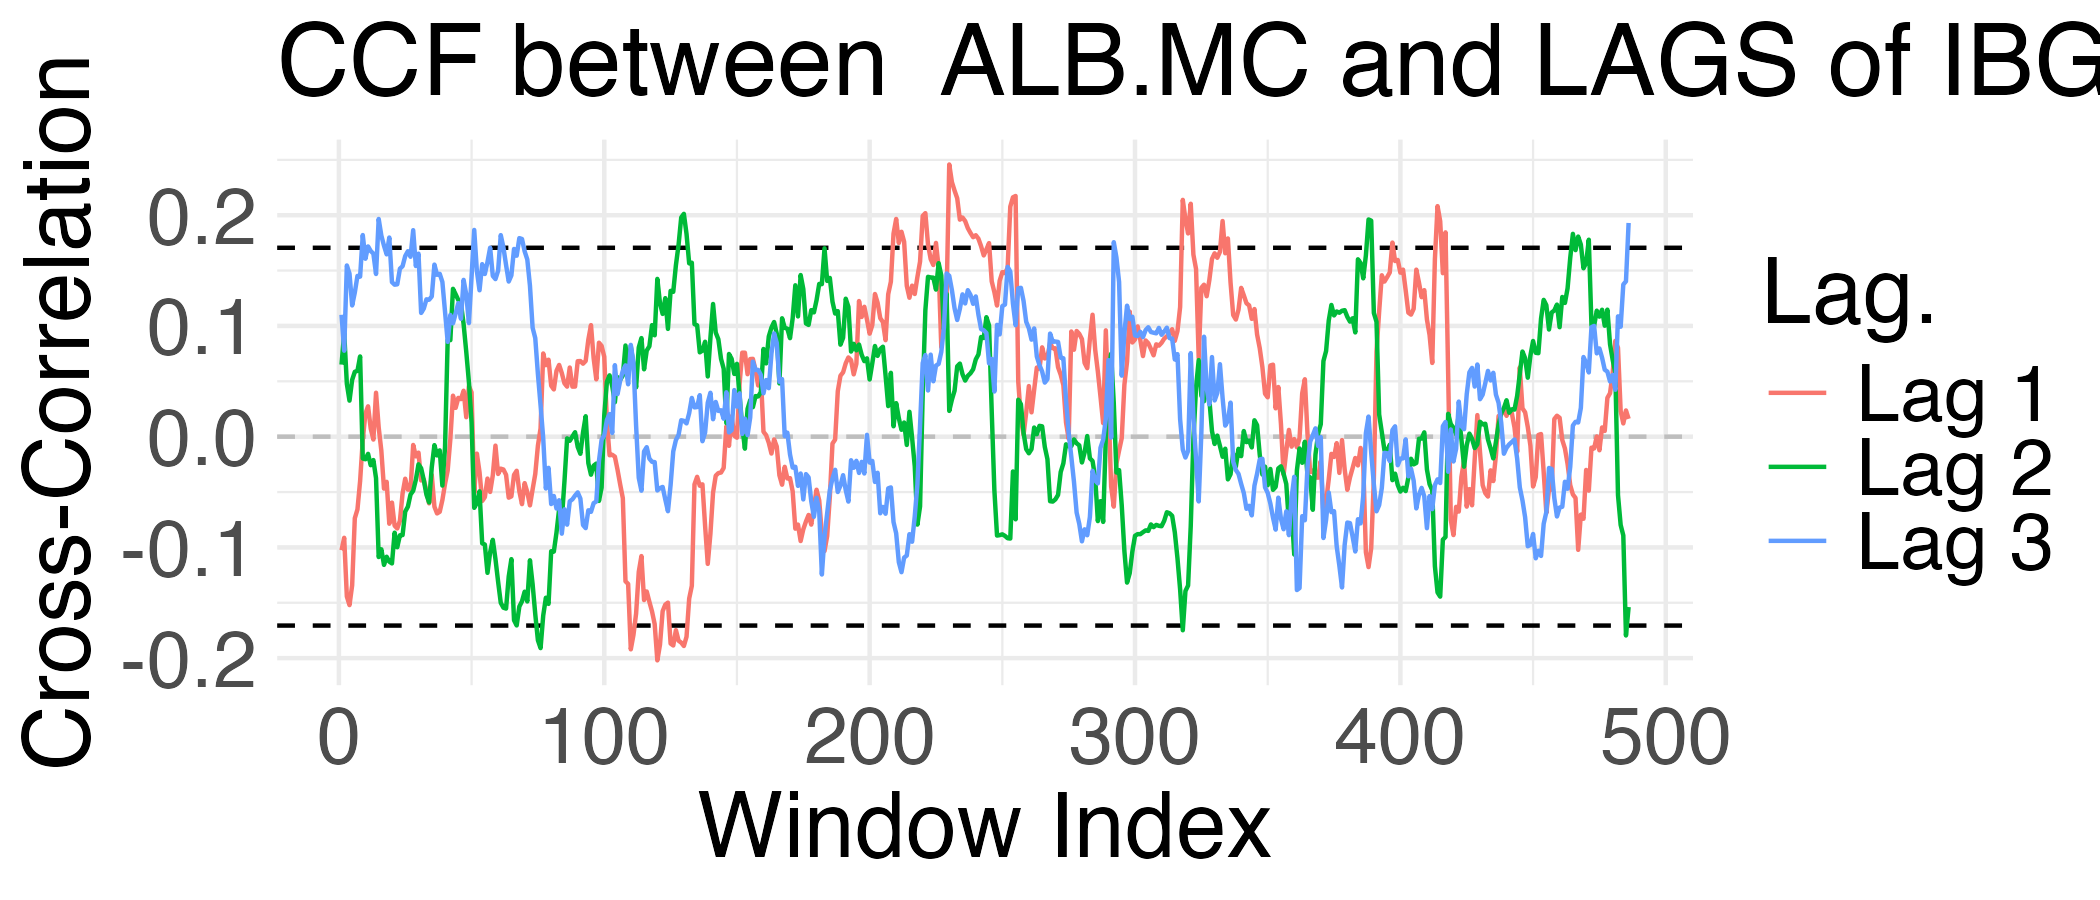 CCF between  ALB.MC and LAGS of IBG
Cross-Correlation
0.2
0.1
0.0
-0.1
-0.2
0 100 200 300 400 500
Window Index
Lag.
Lag 1
Lag 2
Lag 3